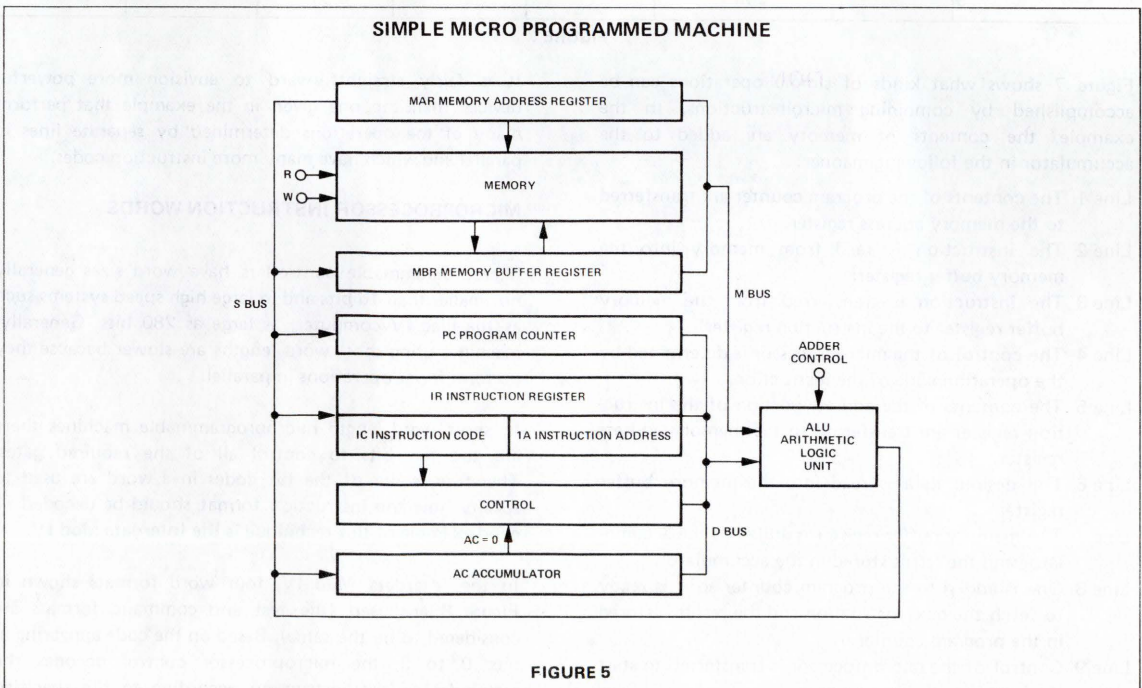 SIMPLE MICRO PROGRAMMED MACHINE
MAR MEMORY ADDRESS REGISTER
R
W
MEMORY
MBR MEMORY BUFFER REGISTER
S BUS
M BUS
PC PROGRAM COUNTER
ADDER
CONTROL
IR INSTRUCTION REGISTER
IC INSTRUCTION CODE
1A INSTRUCTION ADDRESS
ALU
ARITHMETIC
LOGIC
UNIT
CONTROL
D BUS
AC = 0
AC ACCUMULATOR
FIGURE 5